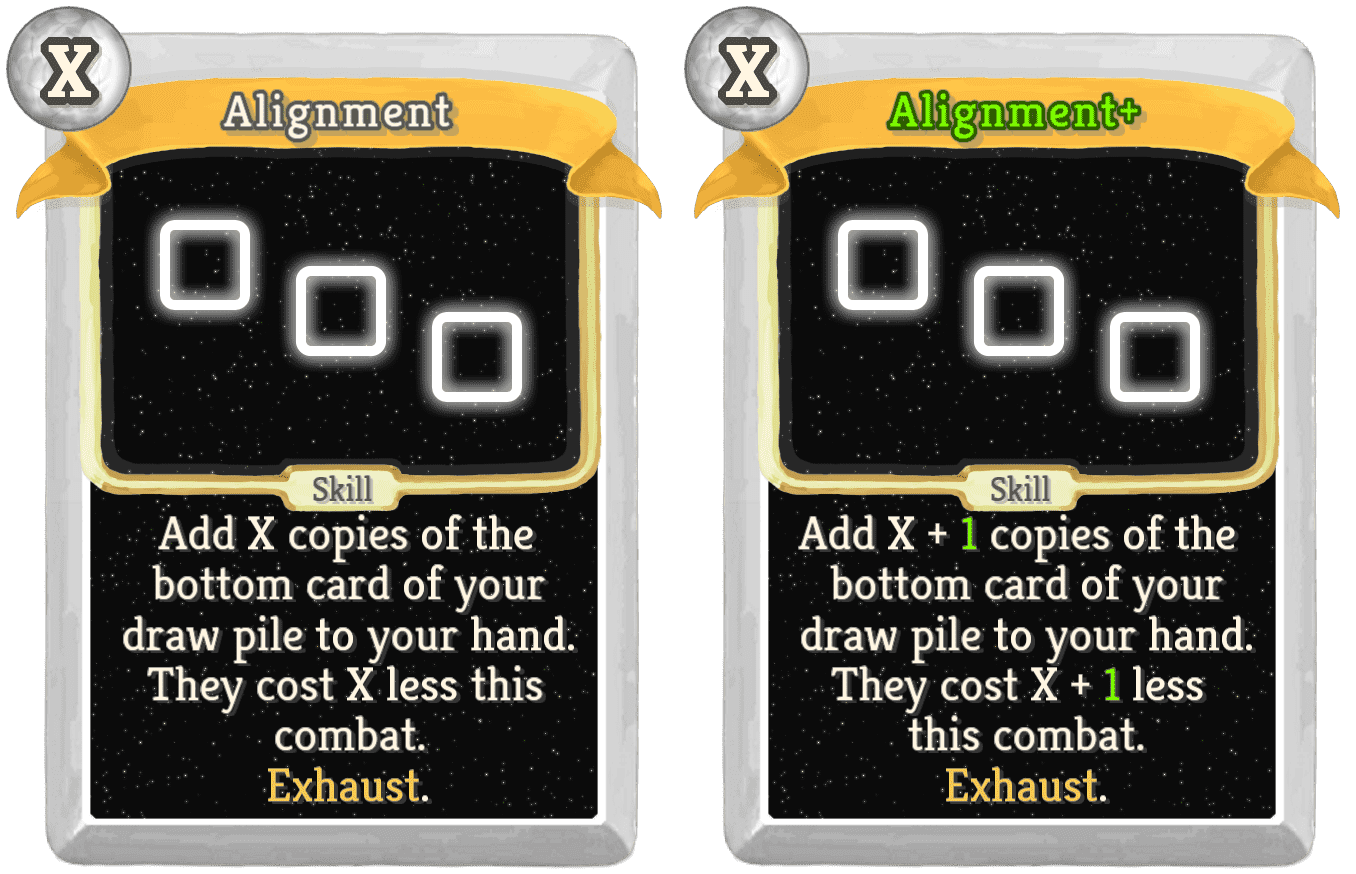 X
Alignment
Skill
Add X copies of the
bottom card of your
draw pile to your hand.
They cost X less this
combat.
Exhaust.
X
Alignment+
Skill
Add X + 1 copies of the
bottom card of your
draw pile to your hand.
They cost X + 1 less
this combat.
Exhaust.